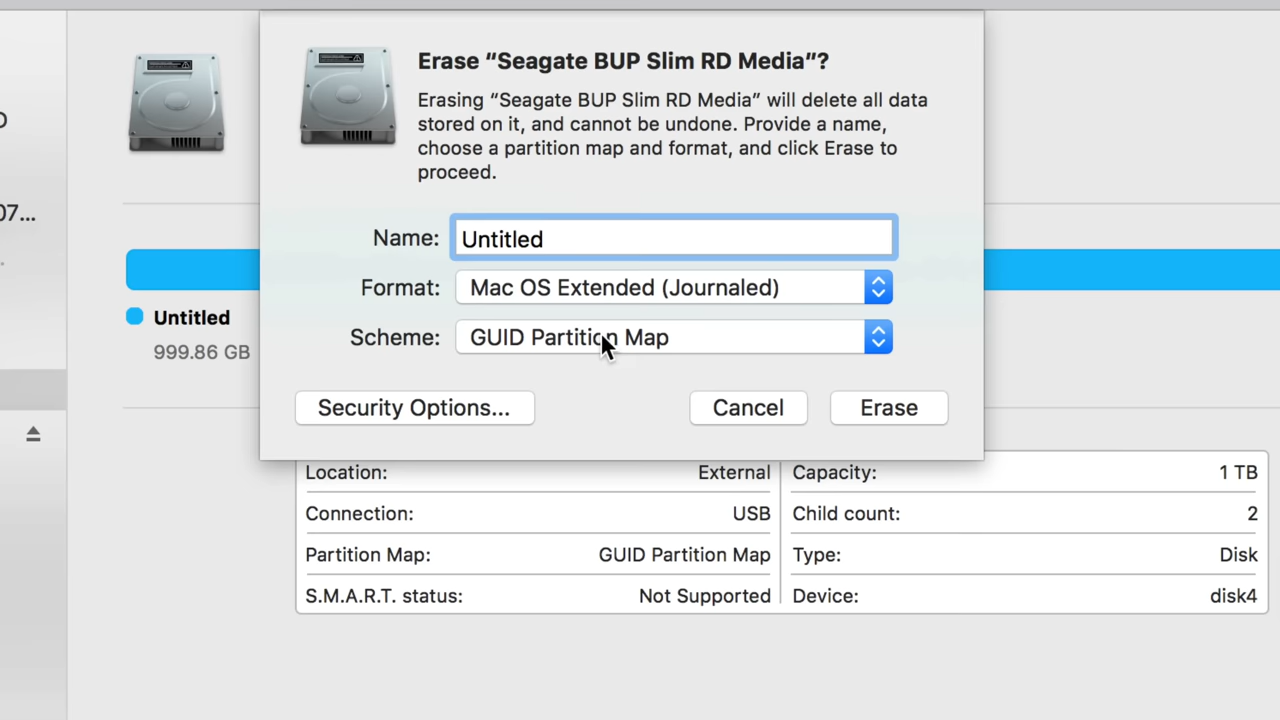 Erase “Seagate BUP Slim RD Media”?
Erasing “Seagate BUP Slim RD Media” will delete all data
stored on it, and cannot be undone. Provide a name,
choose a partition map and format, and click Erase to
proceed.
07...
Name: Untitled
Format: Mac OS Extended (Journaled)
Untitled
Scheme: GUID Partition Map
999.86 GB
Security Options... Cancel Erase
Location: External Capacity: 1 TB
Connection: USB Child count: 2
Partition Map: GUID Partition Map Type: Disk
S.M.A.R.T. status: Not Supported Device: disk4